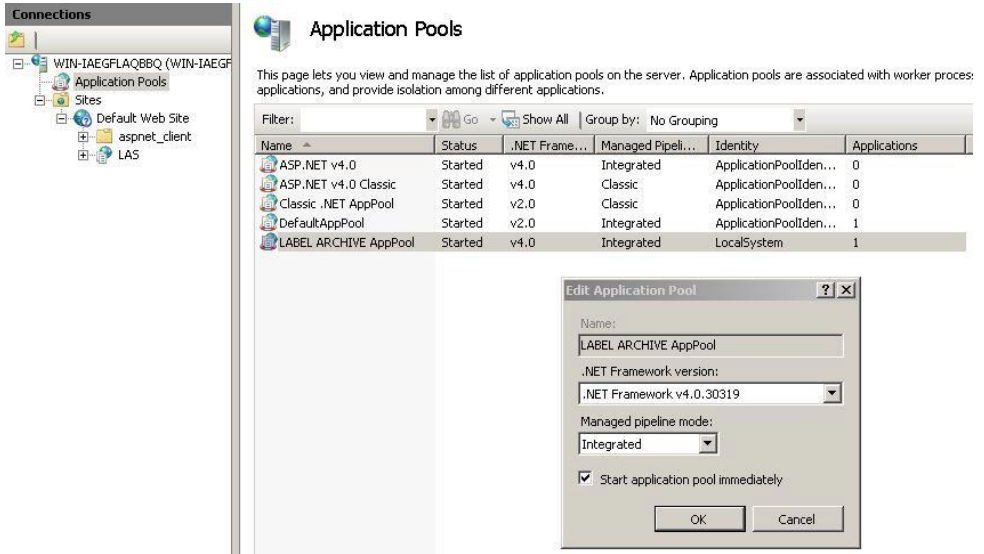 Connections
WIN-IAEGFLAQBBQ (WIN-IAEGF
Application Pools
Sites
Default Web Site
aspnet_client
LAS
Application Pools
This page lets you view and manage the list of application pools on the server. Application pools are associated with worker proces
applications, and provide isolation among different applications.
Filter: Go Show All Group by: No Grouping
Name Status .NET Frame... Managed Pipeli... Identity Applications
ASP.NET v4.0 Started v4.0 Integrated ApplicationPoolIden... 0
ASP.NET v4.0 Classic Started v4.0 Classic ApplicationPoolIden... 0
Classic .NET AppPool Started v2.0 Classic ApplicationPoolIden... 0
DefaultAppPool Started v2.0 Integrated ApplicationPoolIden... 1
LABEL ARCHIVE AppPool Started v4.0 Integrated LocalSystem 1
Edit Application Pool
Name:
LABEL ARCHIVE AppPool
.NET Framework version:
.NET Framework v4.0.30319
Managed pipeline mode:
Integrated
Start application pool immediately
OK Cancel